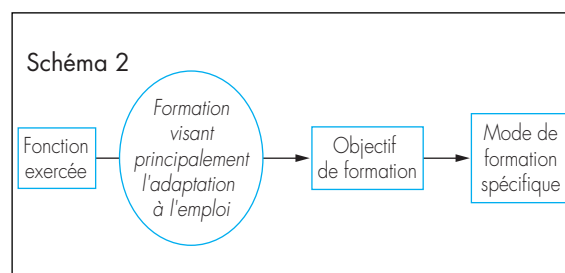 Schéma 2
Fonction
exercée
Formation
visant
principalement
l'adaptation
à l'emploi
Objectif
de formation
Mode de
formation
spécifique